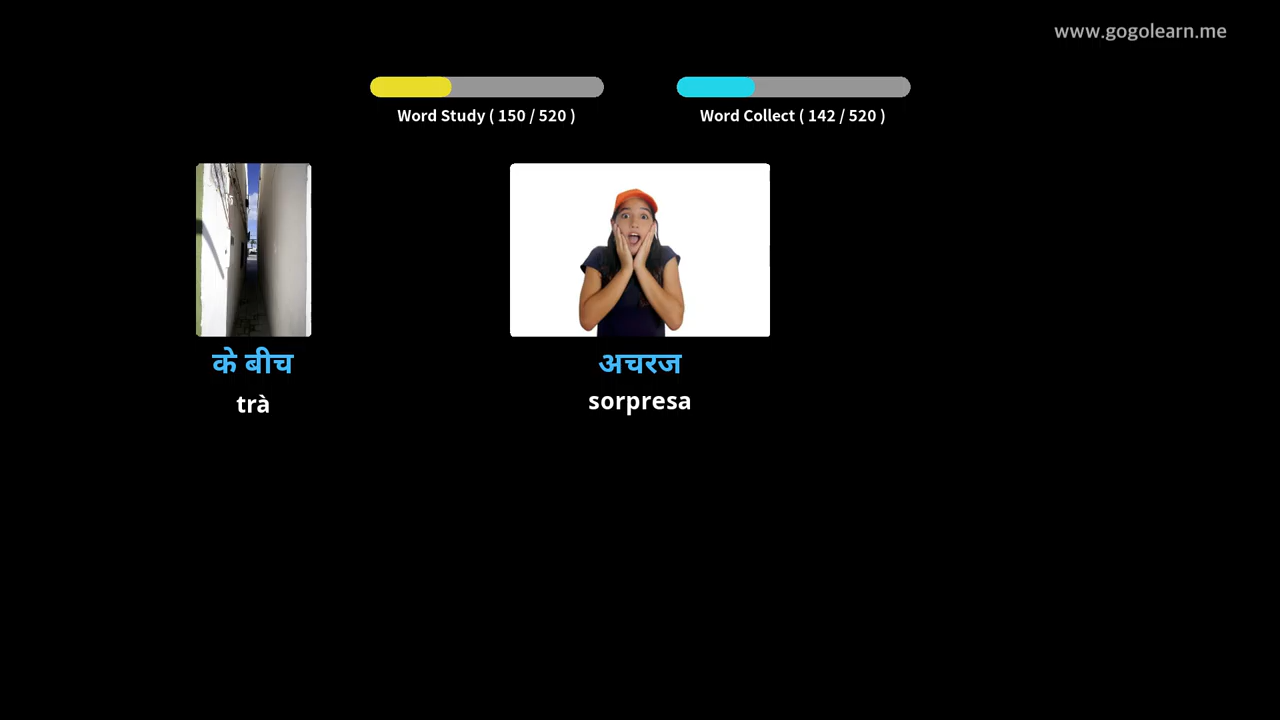 www.gogolearn.me
Word Study ( 150 / 520 )
Word Collect ( 142 / 520 )
के बीच
trà
अचरज
sorpresa